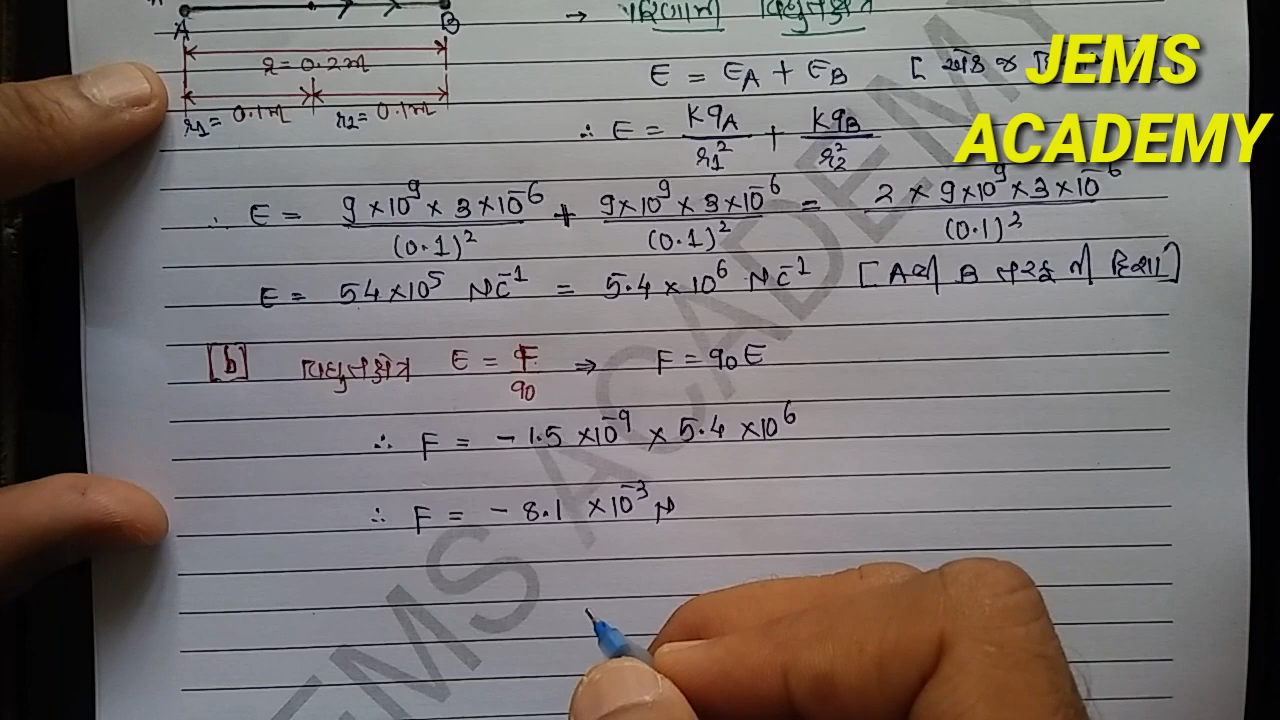 A B
→ પરિણામી વિદ્યુતક્ષેત્ર
r = 0.2m
r₁ = 0.1m r₂ = 0.1m
E = E_A + E_B
JEMS
ACADEMY
∴ E = Kq_A / r₁² + Kq_B / r₂²
∴ E = 9×10⁹ × 3×10⁻⁶ / (0.1)² + 9×10⁹ × 3×10⁻⁶ / (0.1)² = 2 × 9×10⁹ × 3×10⁻⁶ / (0.1)²
E = 54×10⁵ NC⁻¹ = 5.4×10⁶ NC⁻¹ [A થી B તરફ ની દિશા]
[b] વિદ્યુતક્ષેત્ર E = F / q₀ ⇒ F = q₀E
∴ F = -1.5 ×10⁻⁹ × 5.4 ×10⁶
∴ F = -8.1 ×10⁻³ N
JEMS ACADEMY